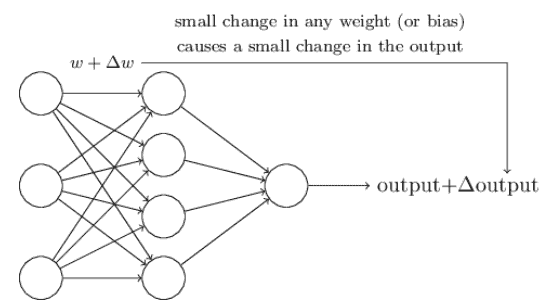 small change in any weight (or bias)
causes a small change in the output
w + Δw
output+Δoutput